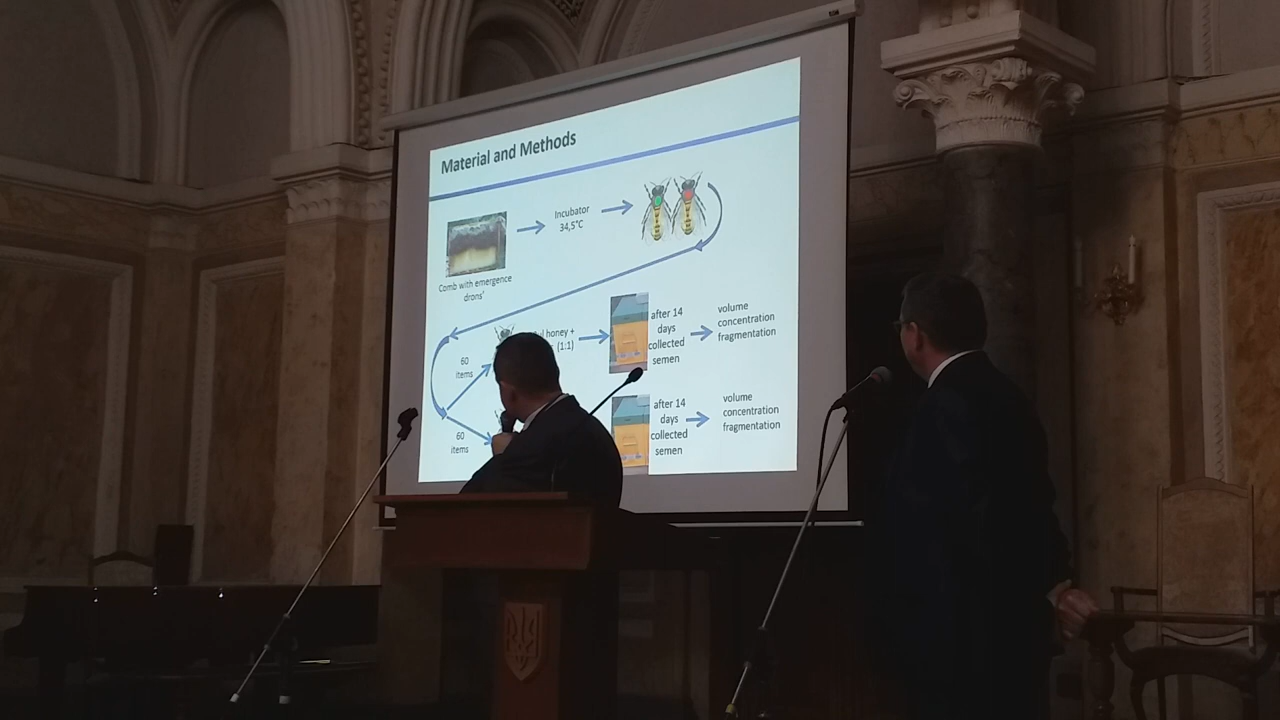 Material and Methods
Incubator
34,5°C
Comb with emergence
drons'
60
items
honey +
(1:1)
after 14
days
collected
semen
volume
concentration
fragmentation
60
items
after 14
days
collected
semen
volume
concentration
fragmentation